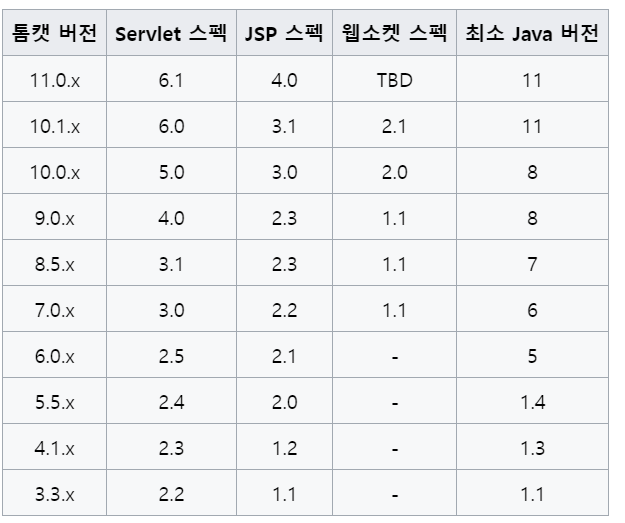 톰캣 버전 Servlet 스펙 JSP 스펙 웹소켓 스펙 최소 Java 버전
11.0.x 6.1 4.0 TBD 11
10.1.x 6.0 3.1 2.1 11
10.0.x 5.0 3.0 2.0 8
9.0.x 4.0 2.3 1.1 8
8.5.x 3.1 2.3 1.1 7
7.0.x 3.0 2.2 1.1 6
6.0.x 2.5 2.1 - 5
5.5.x 2.4 2.0 - 1.4
4.1.x 2.3 1.2 - 1.3
3.3.x 2.2 1.1 - 1.1